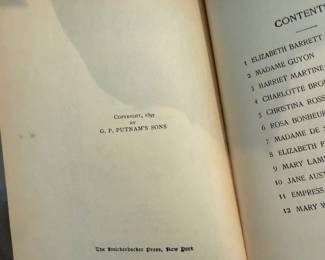 COPYRIGHT, 1897
BY
G. P. PUTNAM'S SONS
The Knickerbocker Press, New York
CONTENTS
1 ELIZABETH BARRETT
2 MADAME GUYON
3 HARRIET MARTINE
4 CHARLOTTE BRO
5 CHRISTINA ROSS
6 ROSA BONHEUR
7 MADAME DE
8 ELIZABETH F
9 MARY LAM
10 JANE AUST
11 EMPRESS
12 MARY W